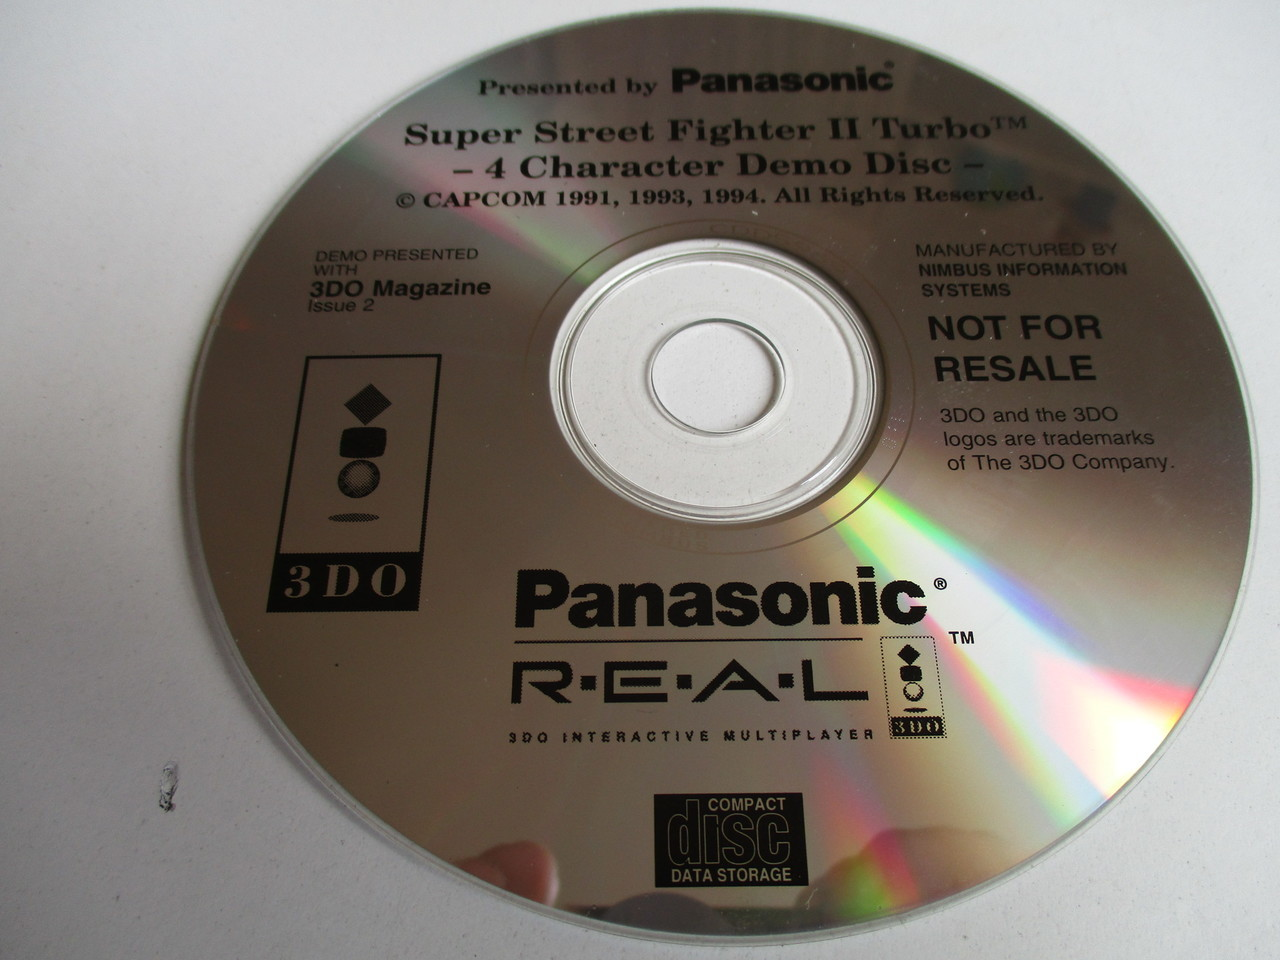 Presented by Panasonic®
Super Street Fighter II Turbo™
– 4 Character Demo Disc –
© CAPCOM 1991, 1993, 1994. All Rights Reserved.
DEMO PRESENTED
WITH
3DO Magazine
Issue 2
MANUFACTURED BY
NIMBUS INFORMATION
SYSTEMS
NOT FOR
RESALE
3DO and the 3DO
logos are trademarks
of The 3DO Company.
3DO
Panasonic®
R·E·A·L
™
3DO
3DO INTERACTIVE MULTIPLAYER
COMPACT
disc
DATA STORAGE